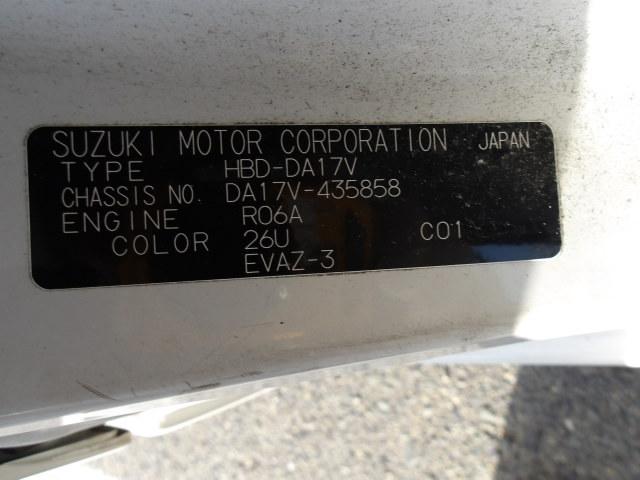 SUZUKI MOTOR CORPORATION JAPAN
TYPE HBD-DA17V
CHASSIS NO. DA17V-435858
ENGINE R06A
COLOR 26U C01
EVAZ-3